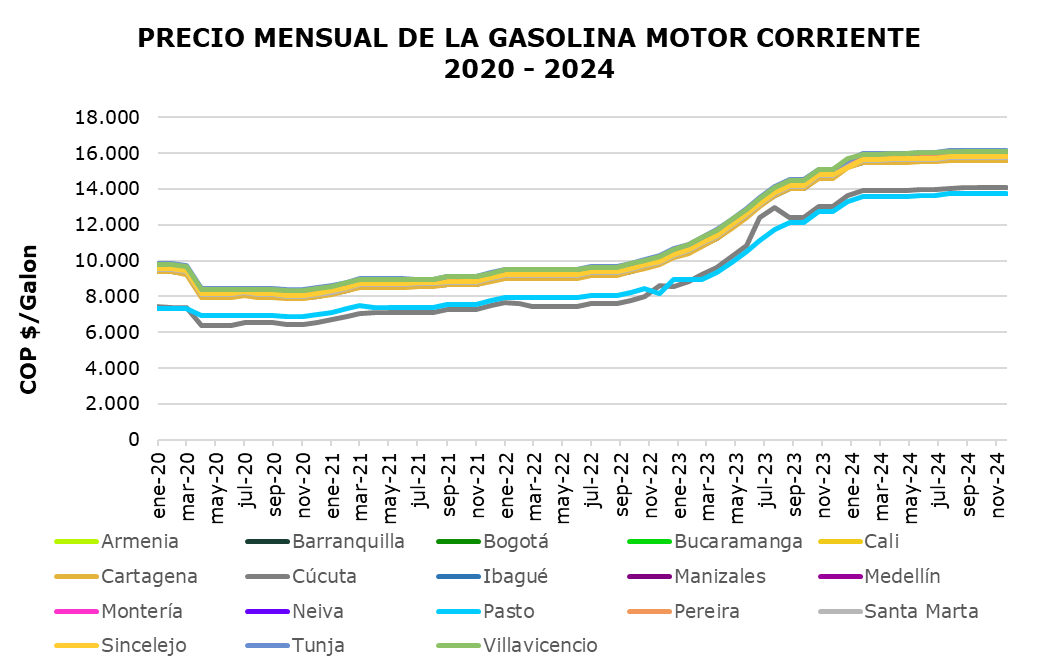 PRECIO MENSUAL DE LA GASOLINA MOTOR CORRIENTE
2020 - 2024
COP $/Galon
18.000
16.000
14.000
12.000
10.000
8.000
6.000
4.000
2.000
0
ene-20
mar-20
may-20
jul-20
sep-20
nov-20
ene-21
mar-21
may-21
jul-21
sep-21
nov-21
ene-22
mar-22
may-22
jul-22
sep-22
nov-22
ene-23
mar-23
may-23
jul-23
sep-23
nov-23
ene-24
mar-24
may-24
jul-24
sep-24
nov-24
Armenia Barranquilla Bogotá Bucaramanga Cali
Cartagena Cúcuta Ibagué Manizales Medellín
Montería Neiva Pasto Pereira Santa Marta
Sincelejo Tunja Villavicencio